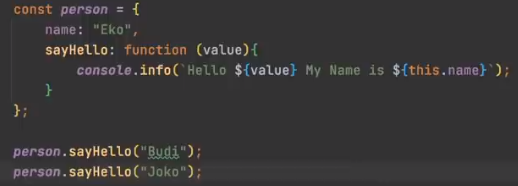 const person = {
    name: "Eko",
    sayHello: function (value){
        console.info(`Hello ${value} My Name is ${this.name}`);
    }
};

person.sayHello("Budi");
person.sayHello("Joko");